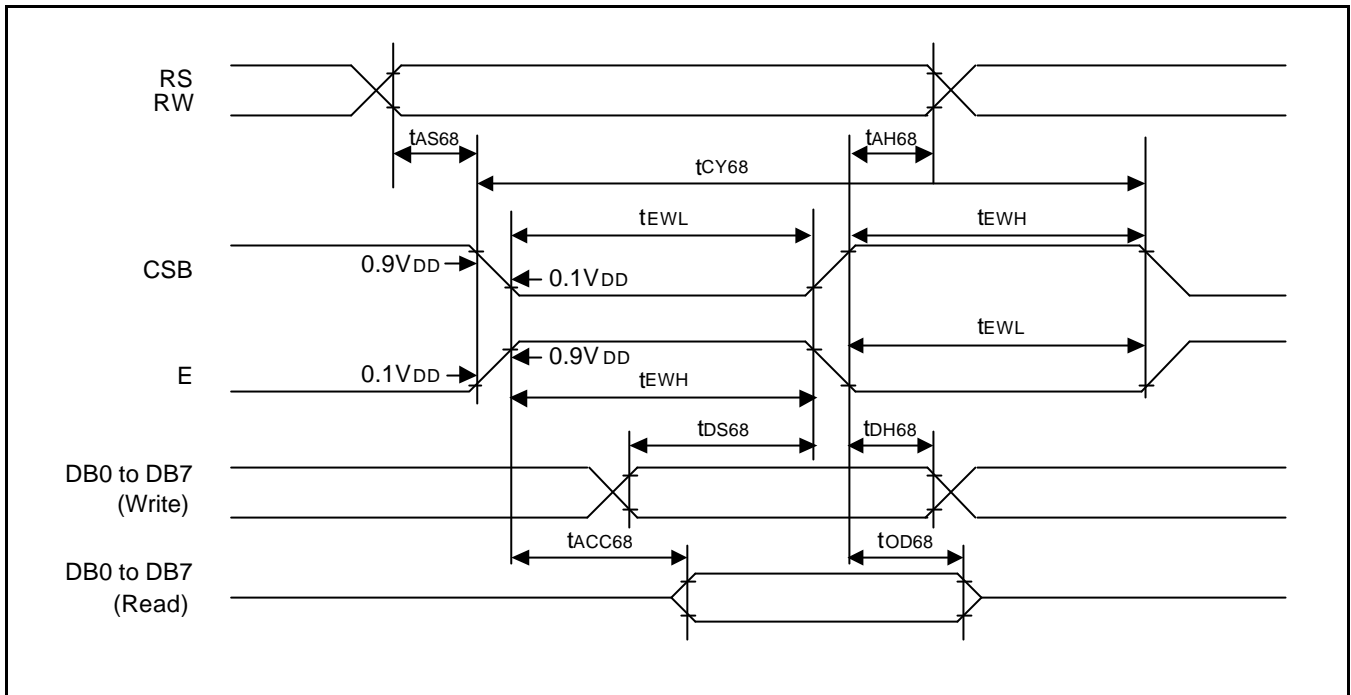 RS
RW
tAS68
tAH68
tCY68
tEWL
tEWH
CSB
0.9VDD
0.1VDD
tEWL
E
0.1VDD
0.9VDD
tEWH
tDS68
tDH68
DB0 to DB7
(Write)
tACC68
tOD68
DB0 to DB7
(Read)